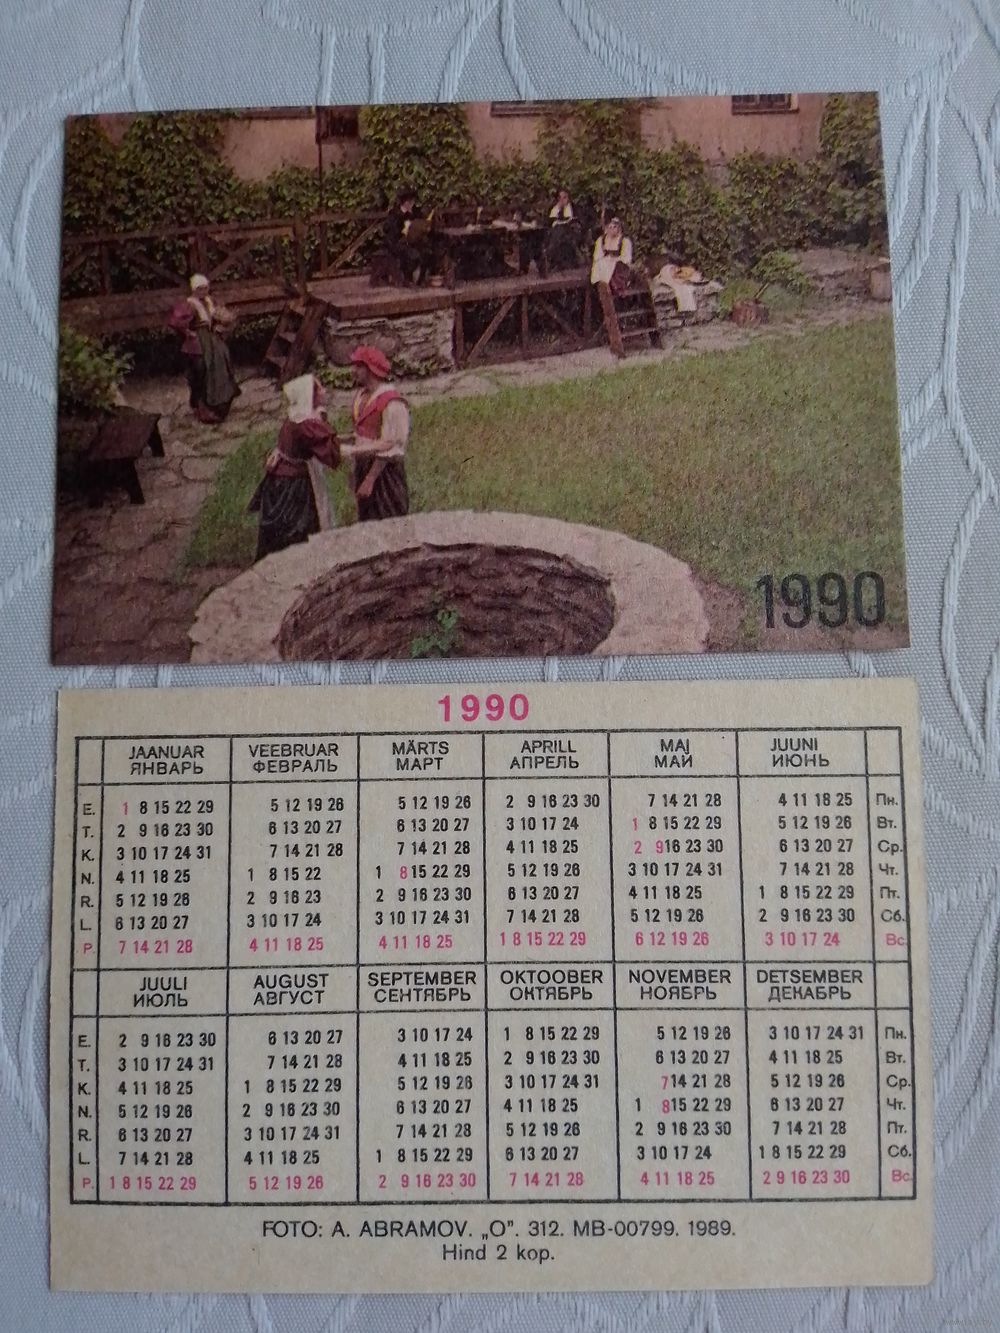 1990
1990
JAANUAR VEEBRUAR MÄRTS APRILL MAJ JUUNI
ЯНВАРЬ ФЕВРАЛЬ МАРТ АПРЕЛЬ МАЙ ИЮНЬ
E. 1 8 15 22 29 5 12 19 26 5 12 19 26 2 9 16 23 30 7 14 21 28 4 11 18 25 Пн.
T. 2 9 16 23 30 6 13 20 27 6 13 20 27 3 10 17 24 1 8 15 22 29 5 12 19 26 Вт.
K. 3 10 17 24 31 7 14 21 28 7 14 21 28 4 11 18 25 2 9 16 23 30 6 13 20 27 Ср.
N. 4 11 18 25 1 8 15 22 1 8 15 22 29 5 12 19 26 3 10 17 24 31 7 14 21 28 Чт.
R. 5 12 19 26 2 9 16 23 2 9 16 23 30 6 13 20 27 4 11 18 25 1 8 15 22 29 Пт.
L. 6 13 20 27 3 10 17 24 3 10 17 24 31 7 14 21 28 5 12 19 26 2 9 16 23 30 Сб.
P. 7 14 21 28 4 11 18 25 4 11 18 25 1 8 15 22 29 6 12 19 26 3 10 17 24 Вс.
JUULI AUGUST SEPTEMBER OKTOOBER NOVEMBER DETSEMBER
ИЮЛЬ АВГУСТ СЕНТЯБРЬ ОКТЯБРЬ НОЯБРЬ ДЕКАБРЬ
E. 2 9 16 23 30 6 13 20 27 3 10 17 24 1 8 15 22 29 5 12 19 26 3 10 17 24 31 Пн.
T. 3 10 17 24 31 7 14 21 28 4 11 18 25 2 9 16 23 30 6 13 20 27 4 11 18 25 Вт.
K. 4 11 18 25 1 8 15 22 29 5 12 19 26 3 10 17 24 31 7 14 21 28 5 12 19 26 Ср.
N. 5 12 19 26 2 9 16 23 30 6 13 20 27 4 11 18 25 1 8 15 22 29 6 13 20 27 Чт.
R. 6 13 20 27 3 10 17 24 31 7 14 21 28 5 12 19 26 2 9 16 23 30 7 14 21 28 Пт.
L. 7 14 21 28 4 11 18 25 1 8 15 22 29 6 13 20 27 3 10 17 24 1 8 15 22 29 Сб.
P. 1 8 15 22 29 5 12 19 26 2 9 16 23 30 7 14 21 28 4 11 18 25 2 9 16 23 30 Вс.
FOTO: A. ABRAMOV. „O”. 312. MB-00799. 1989.
Hind 2 kop.